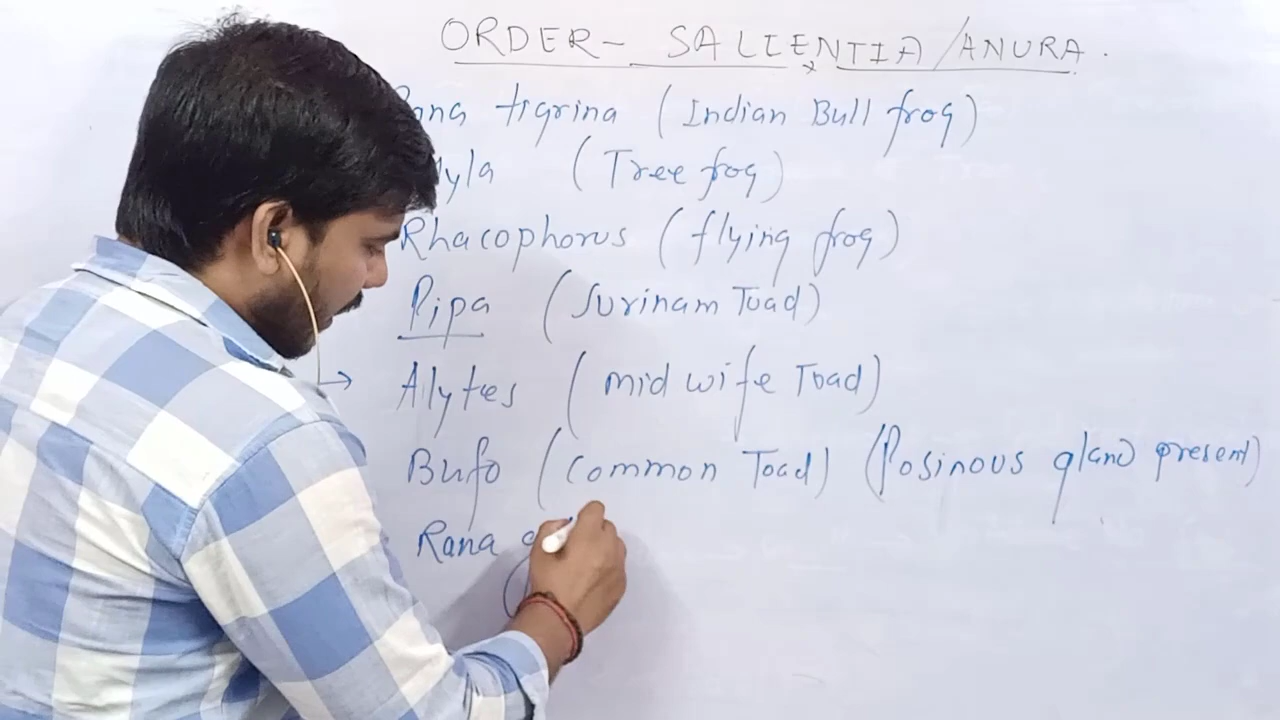 ORDER- SALIENTIA/ANURA.
tigrina (Indian Bull frog)
(Tree frog)
Rhacophorus (flying frog)
Pipa (Surinam Toad)
→ Alytes (mid wife Toad)
Bufo (Common Toad) (Posinous gland present)
Rana